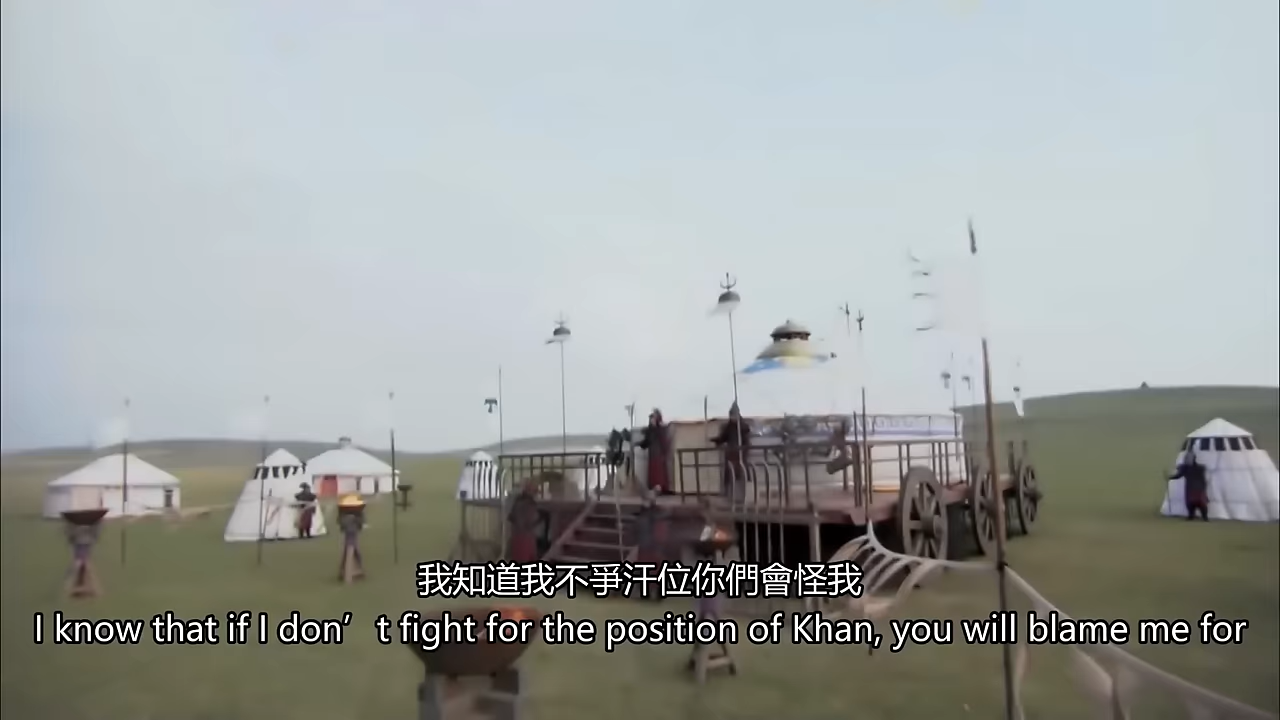 我知道我不爭汗位你們會怪我
I know that if I don’t fight for the position of Khan, you will blame me for